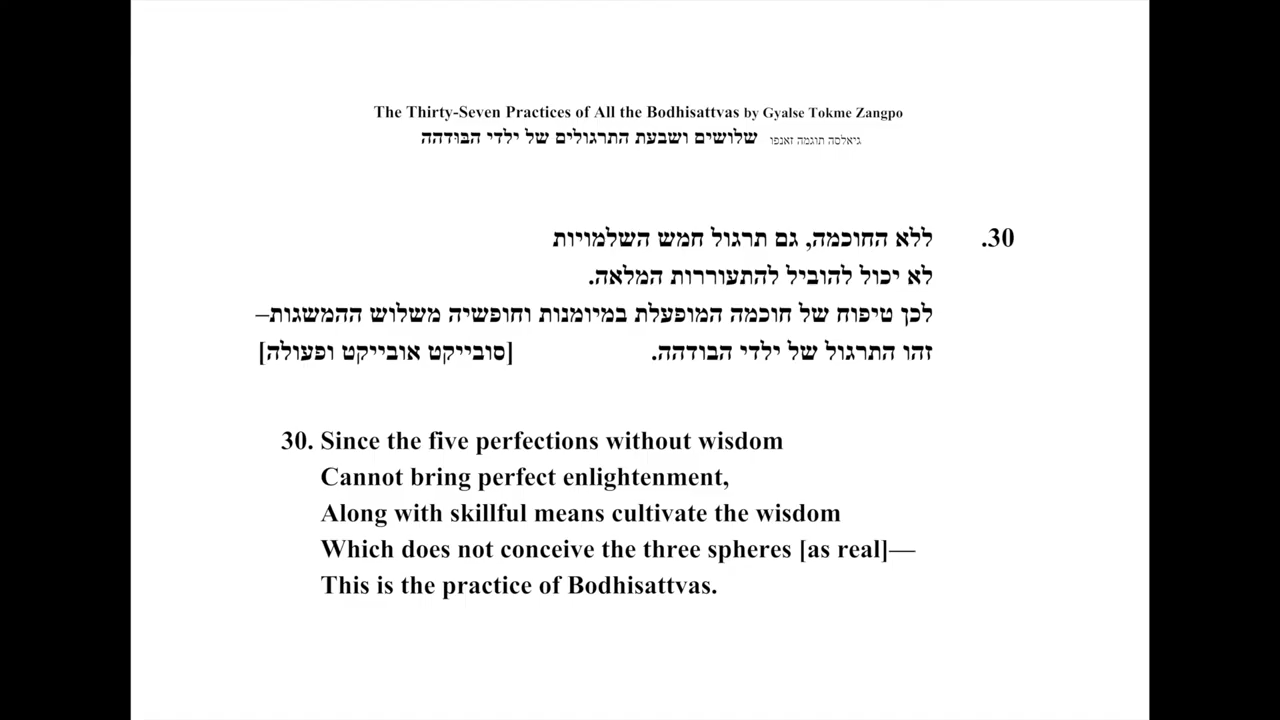 The Thirty-Seven Practices of All the Bodhisattvas by Gyalse Tokme Zangpo
שלושים ושבעת התרגולים של ילדי הבּוּדהה גיאלסה תוגמה זאנפו
30. ללא החוכמה, גם תרגול חמש השלמויות
לא יכול להוביל להתעוררות המלאה.
לכן טיפוח של חוכמה המופעלת במיומנות וחופשיה משלוש ההמשגות–
זהו התרגול של ילדי הבודהה. [סובייקט אובייקט ופעולה]
30. Since the five perfections without wisdom
Cannot bring perfect enlightenment,
Along with skillful means cultivate the wisdom
Which does not conceive the three spheres [as real]—
This is the practice of Bodhisattvas.